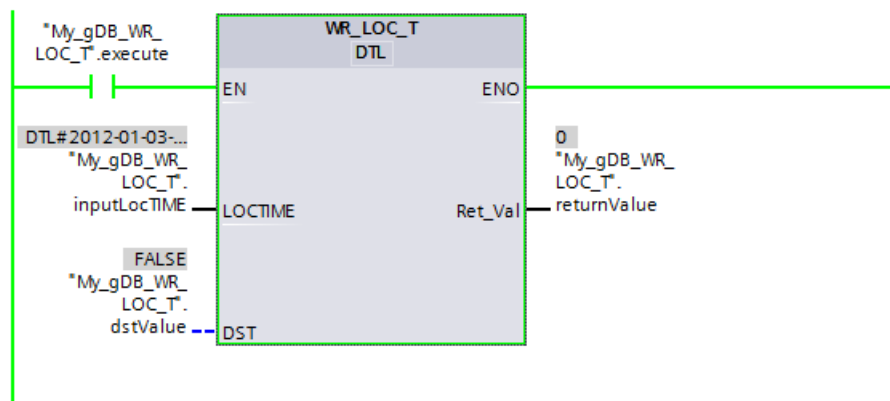 "My_gDB_WR_
LOC_T".execute
WR_LOC_T
DTL
EN
ENO
DTL#2012-01-03-...
"My_gDB_WR_
LOC_T".
inputLocTIME
LOCTIME
0
"My_gDB_WR_
LOC_T".
returnValue
Ret_Val
FALSE
"My_gDB_WR_
LOC_T".
dstValue
DST